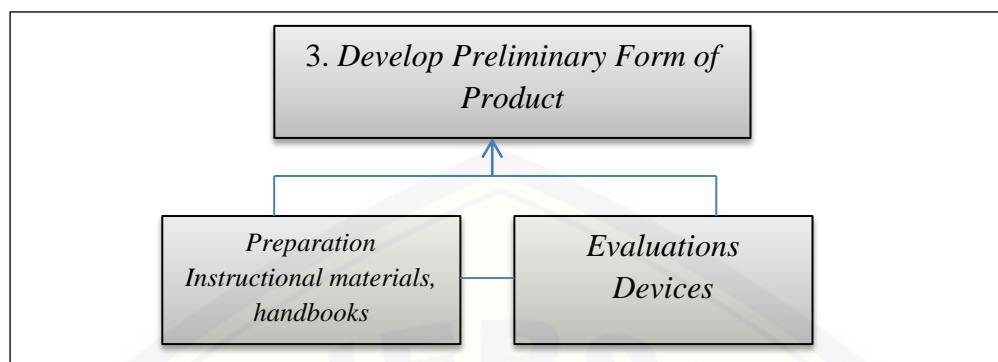 3. Develop Preliminary Form of
Product
Preparation
Instructional materials,
handbooks
Evaluations
Devices